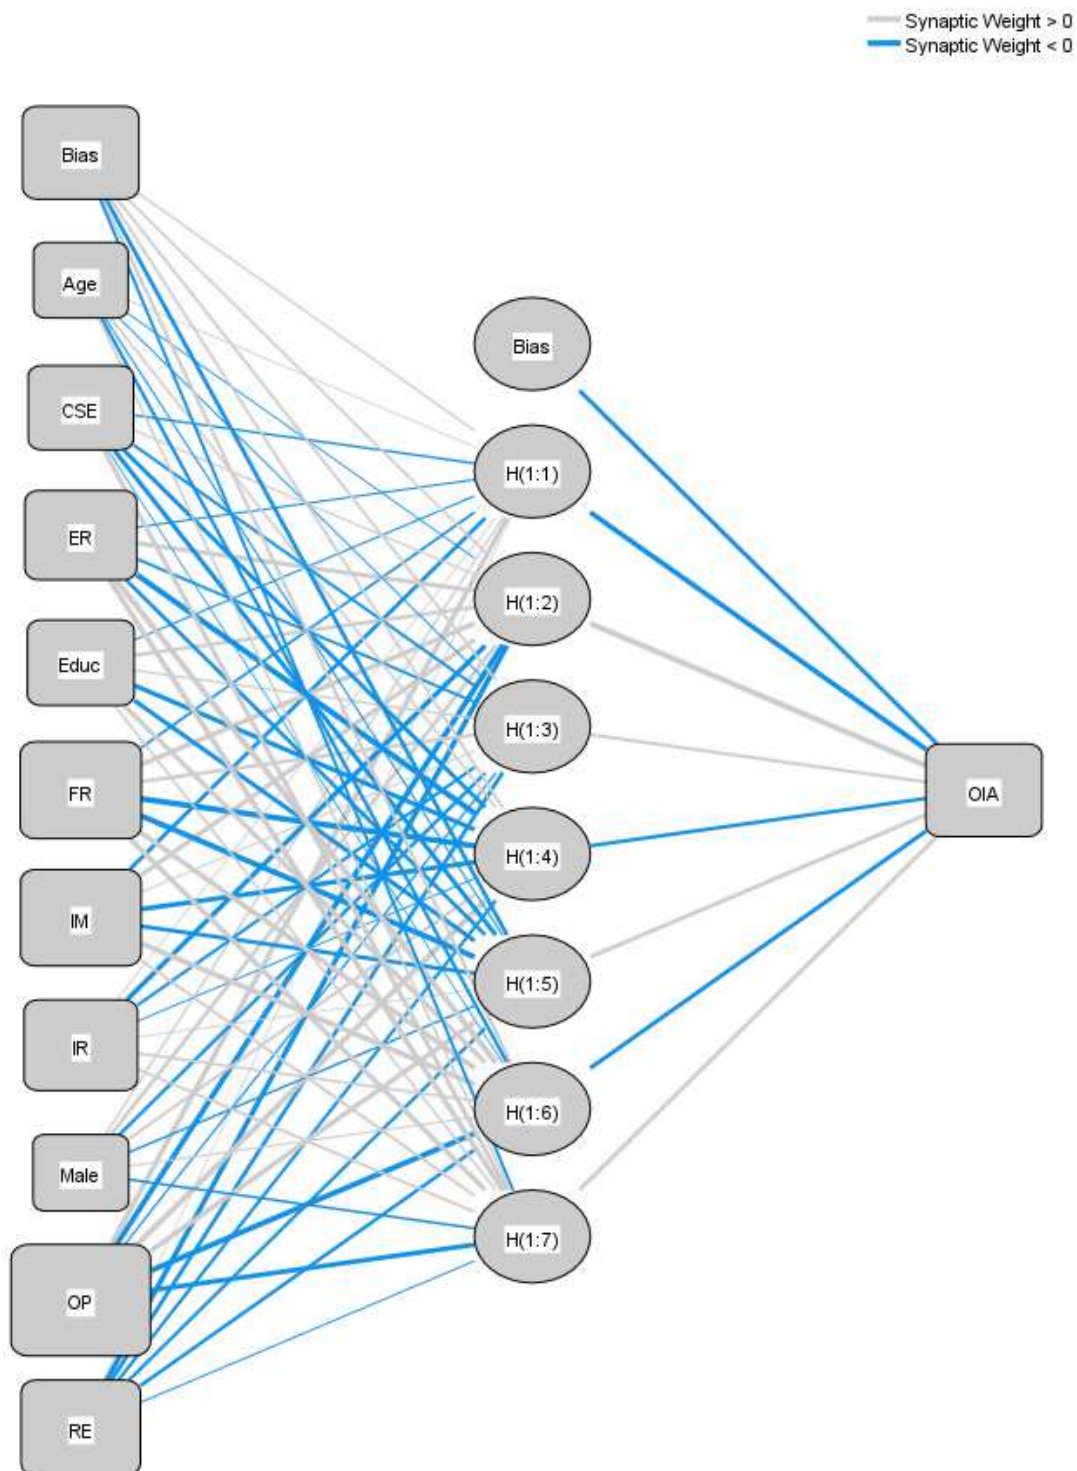 Synaptic Weight > 0
Synaptic Weight < 0
Bias
Age
CSE
ER
Educ
FR
IM
IR
Male
OP
RE
Bias
H(1:1)
H(1:2)
H(1:3)
H(1:4)
H(1:5)
H(1:6)
H(1:7)
OIA